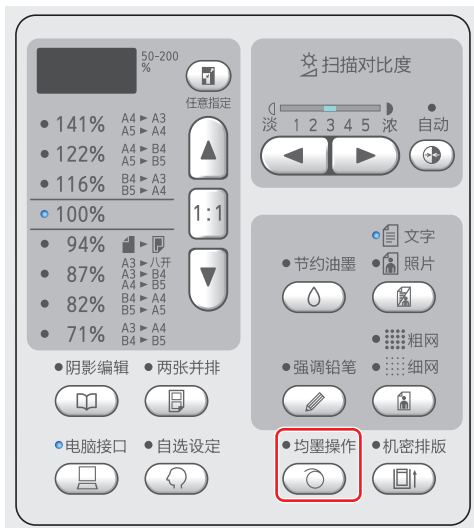 50-200
%
任意指定
141% A4 ► A3
A5 ► A4
122% A4 ► B4
A5 ► B5
116% B4 ► A3
B5 ► A4
100%
1:1
94%
87% A3 ► 八开
A3 ► B4
A4 ► B5
82% B4 ► A4
B5 ► A5
71% A3 ► A4
B4 ► B5
阴影编辑 两张并排
电脑接口 自选设定
扫描对比度
淡 1 2 3 4 5 浓 自动
文字
节约油墨 照片
粗网
强调铅笔 细网
均墨操作 机密排版